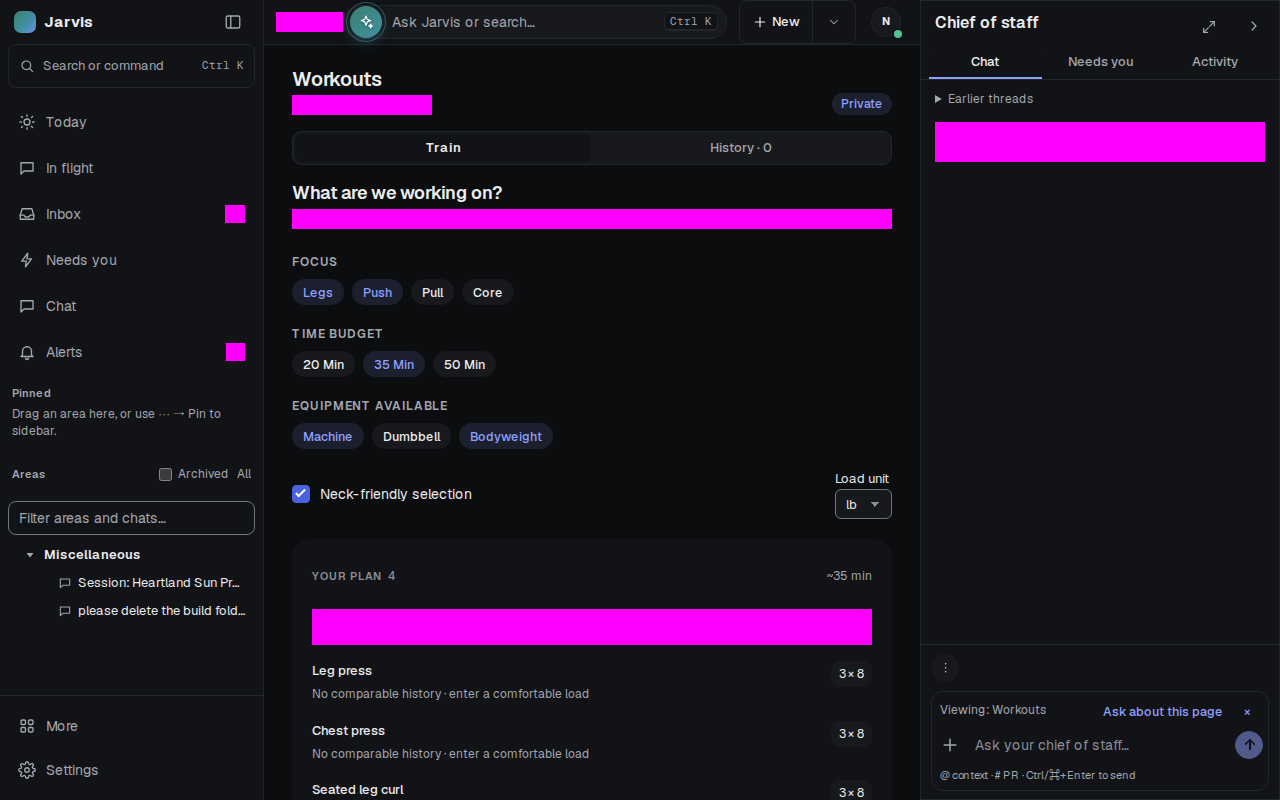 Jarvis
Search or command
Ctrl K
Today
In flight
Inbox
Needs you
Chat
Alerts
Pinned
Drag an area here, or use ··· → Pin to
sidebar.
Areas
Archived
All
Filter areas and chats…
Miscellaneous
Session: Heartland Sun Pr…
please delete the build fold…
More
Settings
Ask Jarvis or search…
Ctrl K
New
N
Workouts
Private
Train
History · 0
What are we working on?
FOCUS
Legs
Push
Pull
Core
TIME BUDGET
20 Min
35 Min
50 Min
EQUIPMENT AVAILABLE
Machine
Dumbbell
Bodyweight
Neck-friendly selection
Load unit
lb
YOUR PLAN 4
~35 min
Leg press
3 × 8
No comparable history · enter a comfortable load
Chest press
3 × 8
No comparable history · enter a comfortable load
Seated leg curl
3 × 8
Chief of staff
Chat
Needs you
Activity
Earlier threads
Viewing: Workouts
Ask about this page
×
Ask your chief of staff…
@ context · # PR · Ctrl/⌘+Enter to send